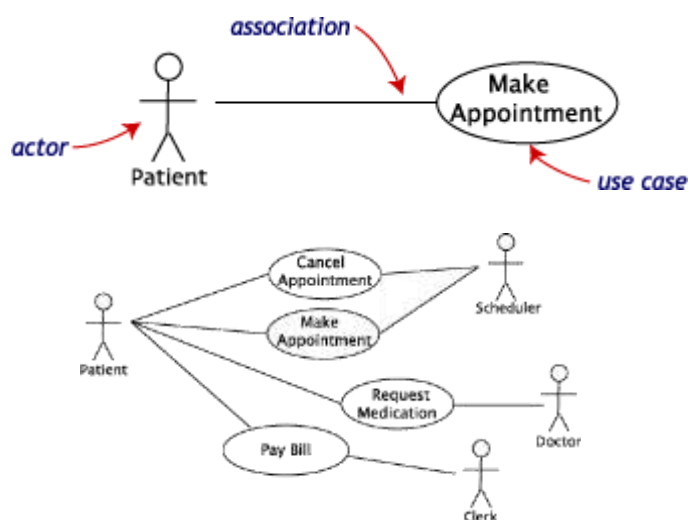 association
Make
Appointment
actor
Patient
use case
Cancel
Appointment
Scheduler
Make
Appointment
Patient
Request
Medication
Doctor
Pay Bill
Clerk